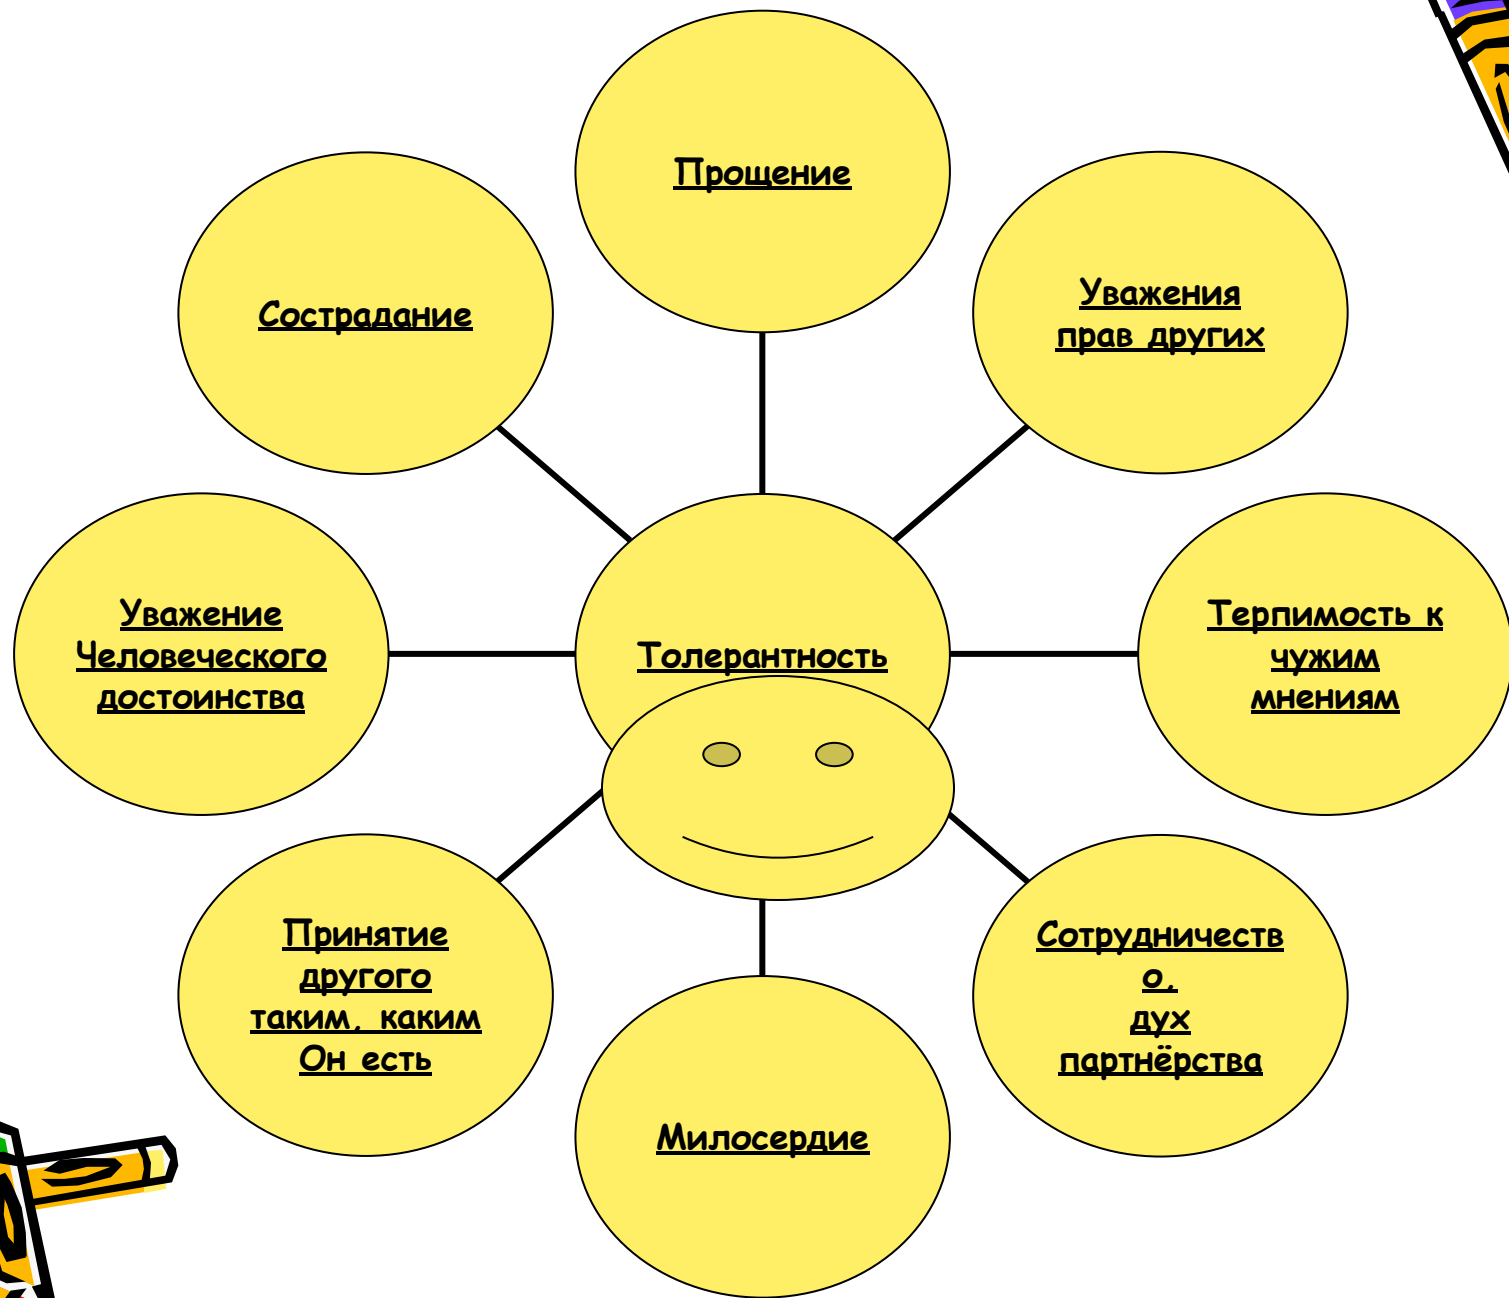 Прощение
Сострадание
Уважения
прав других
Уважение
Человеческого
достоинства
Толерантность
Терпимость к
чужим
мнениям
Принятие
другого
таким, каким
Он есть
Сотрудничеств
о,
дух
партнёрства
Милосердие